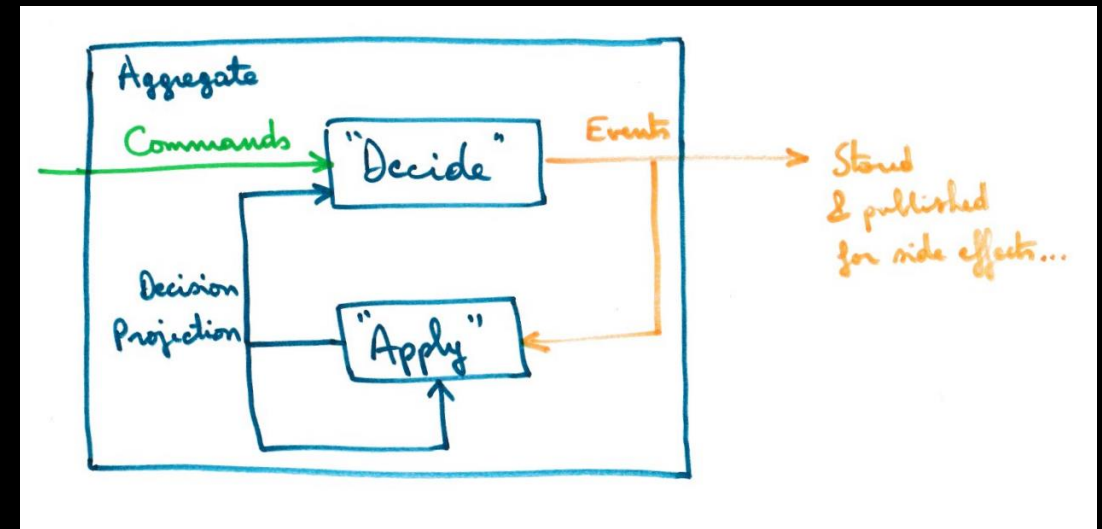 Aggregate
Commands
"Decide"
Events
Stored
& published
for side effects...
Decision
Projection
"Apply"